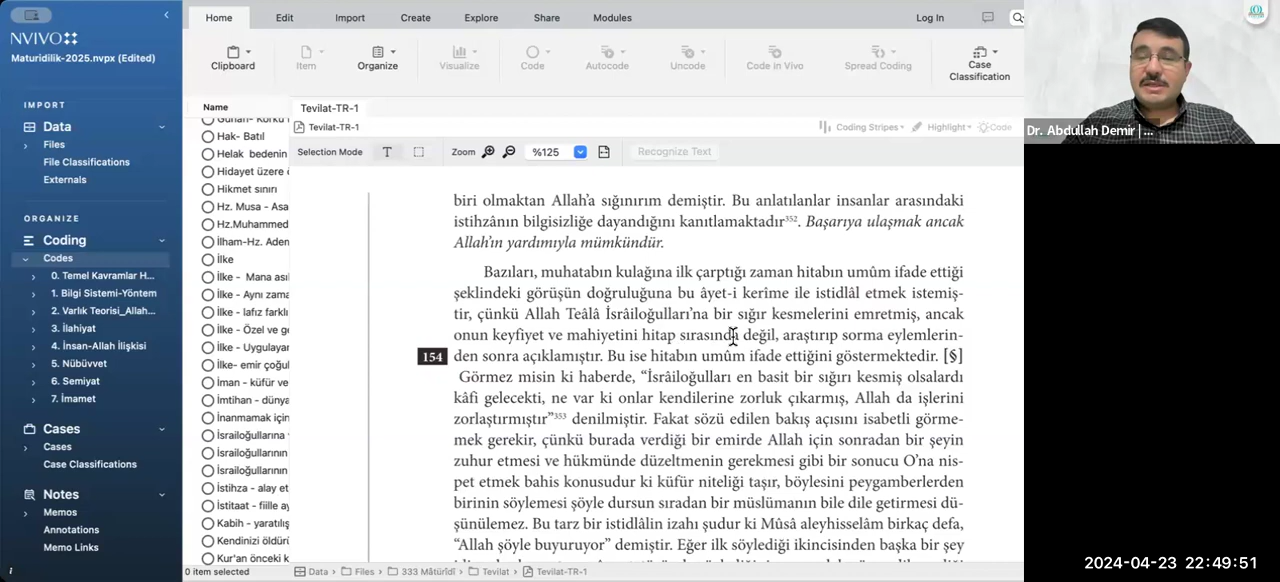 NVIVO
Maturidilik-2025.nvpx (Edited)
IMPORT
Data
Files
File Classifications
Externals
ORGANIZE
Coding
Codes
0. Temel Kavramlar H...
1. Bilgi Sistemi-Yöntem
2. Varlık Teorisi_Allah...
3. İlahiyat
4. İnsan-Allah İlişkisi
5. Nübüvvet
6. Semiyat
7. İmamet
Cases
Cases
Case Classifications
Notes
Memos
Annotations
Memo Links
Home Edit Import Create Explore Share Modules Log In
Clipboard Item Organize Visualize Code Autocode Uncode Code in Vivo Spread Coding Case Classification
Name
Hak- Batıl
Helak bedenin
Hidayet üzere
Hikmet sınırı
Hz. Musa - Asa
Hz.Muhammed
İlham-Hz. Adem
İlke
İlke - Mana ası
İlke - Aynı zama
İlke - lafız farklı
İlke - Özel ve ge
İlke - Uygulayar
İlke- emir çoğul
İman - küfür ve
İmtihan - dünya
İnanmamak için
İsrailoğullarına
İsrailoğullarının
İsrailoğullarının
İstihza - alay et
İstitaat - fiille ay
Kabih - yaratılış
Kendinizi öldürü
Kur'an önceki k
0 item selected
Tevilat-TR-1
Tevilat-TR-1 Coding Stripes Highlight Code
Selection Mode T Zoom %125 Recognize Text
biri olmaktan Allah'a sığınırım demiştir. Bu anlatılanlar insanlar arasındaki
istihzânın bilgisizliğe dayandığını kanıtlamaktadır352. Başarıya ulaşmak ancak
Allah'ın yardımıyla mümkündür.
Bazıları, muhatabın kulağına ilk çarptığı zaman hitabın umûm ifade ettiği
şeklindeki görüşün doğruluğuna bu âyet-i kerîme ile istidlâl etmek istemiş-
tir, çünkü Allah Teâlâ İsrâiloğulları'na bir sığır kesmelerini emretmiş, ancak
onun keyfiyet ve mahiyetini hitap sırasında değil, araştırıp sorma eylemlerin-
154 den sonra açıklamıştır. Bu ise hitabın umûm ifade ettiğini göstermektedir. [§]
Görmez misin ki haberde, “İsrâiloğulları en basit bir sığırı kesmiş olsalardı
kâfi gelecekti, ne var ki onlar kendilerine zorluk çıkarmış, Allah da işlerini
zorlaştırmıştır”353 denilmiştir. Fakat sözü edilen bakış açısını isabetli görme-
mek gerekir, çünkü burada verdiği bir emirde Allah için sonradan bir şeyin
zuhur etmesi ve hükmünde düzeltmenin gerekmesi gibi bir sonucu O'na nis-
pet etmek bahis konusudur ki küfür niteliği taşır, böylesini peygamberlerden
birinin söylemesi şöyle dursun sıradan bir müslümanın bile dile getirmesi dü-
şünülemez. Bu tarz bir istidlâlin izahı şudur ki Mûsâ aleyhisselâm birkaç defa,
“Allah şöyle buyuruyor” demiştir. Eğer ilk söylediği ikincisinden başka bir şey
Data Files 333 Mâtürîdî Tevilat Tevilat-TR-1
Dr. Abdullah Demir | ...
2024-04-23 22:49:51